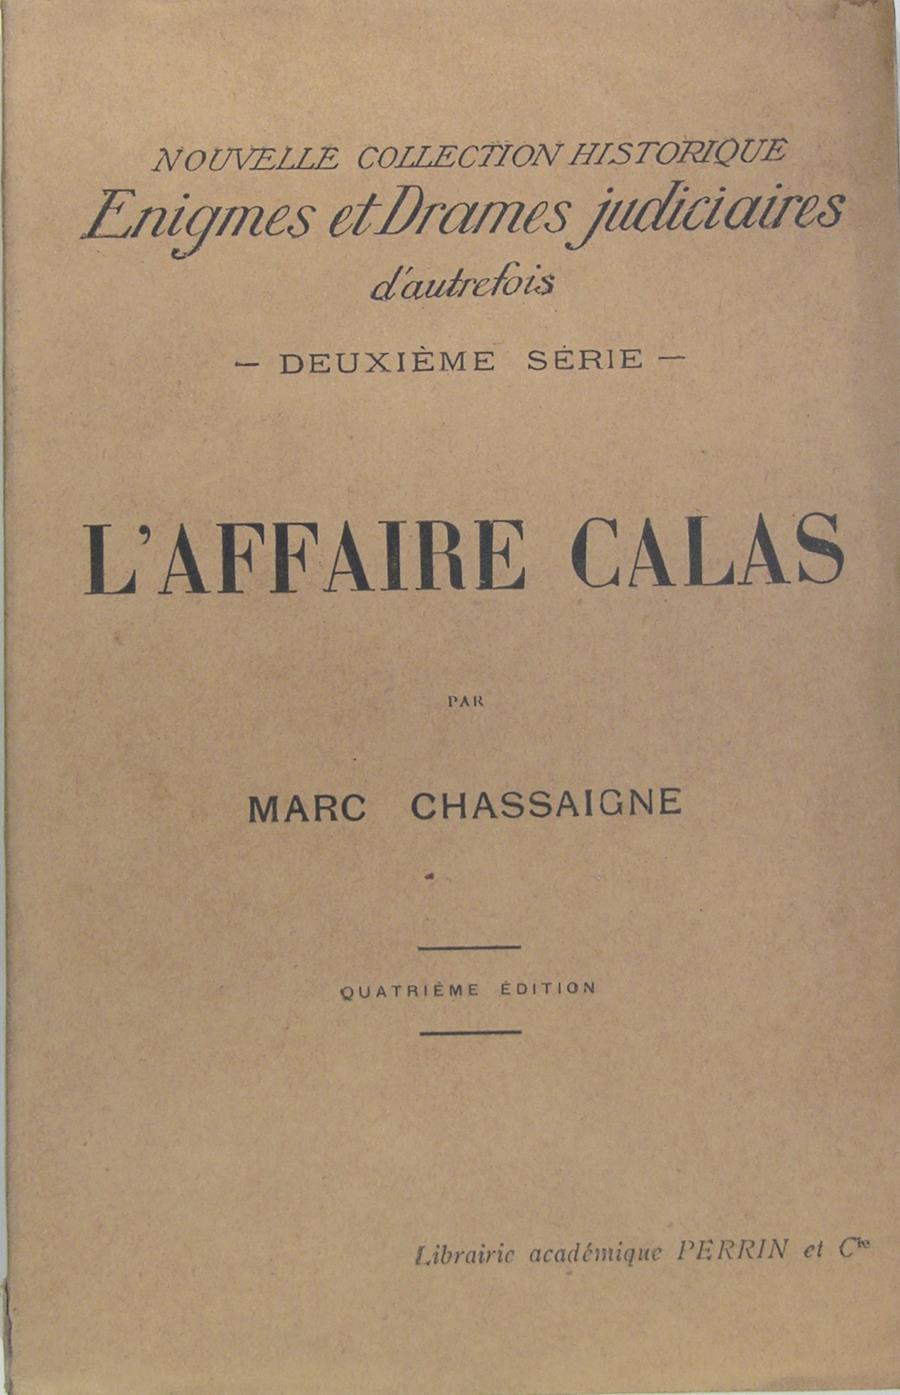 NOUVELLE COLLECTION HISTORIQUE
Enigmes et Drames judiciaires
d'autrefois
— DEUXIÈME SÉRIE —
L'AFFAIRE CALAS
PAR
MARC CHASSAIGNE
QUATRIÈME ÉDITION
Librairie académique PERRIN et Cie